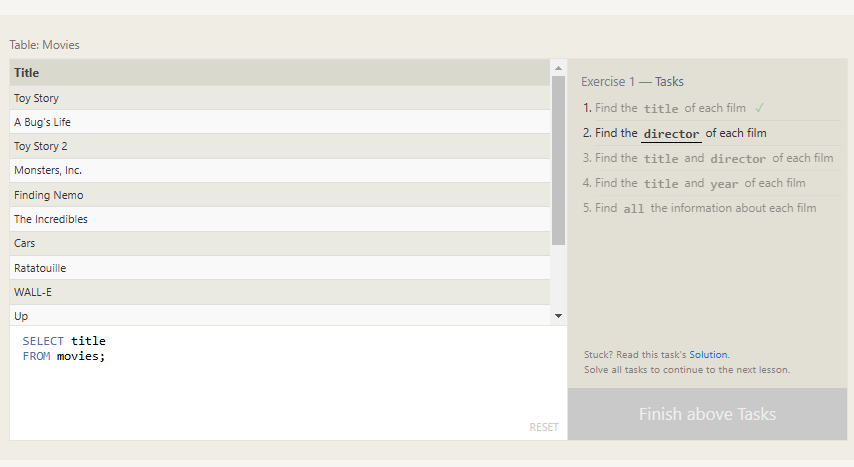 Table: Movies
Title
Toy Story
A Bug's Life
Toy Story 2
Monsters, Inc.
Finding Nemo
The Incredibles
Cars
Ratatouille
WALL-E
Up
SELECT title
FROM movies;
RESET
Exercise 1 — Tasks
1. Find the title of each film ✓
2. Find the director of each film
3. Find the title and director of each film
4. Find the title and year of each film
5. Find all the information about each film
Stuck? Read this task's Solution.
Solve all tasks to continue to the next lesson.
Finish above Tasks